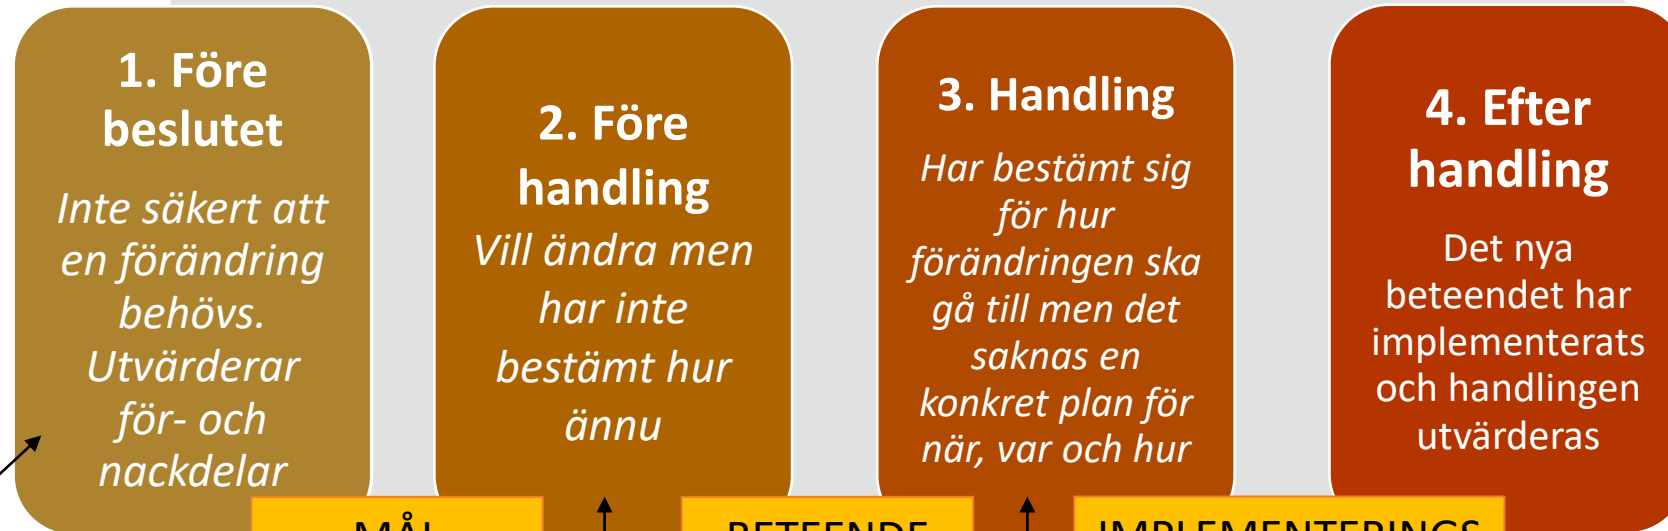 1. Före
beslutet
Inte säkert att
en förändring
behövs.
Utvärderar
för- och
nackdelar
2. Före
handling
Vill ändra men
har inte
bestämt hur
ännu
3. Handling
Har bestämt sig
för hur
förändringen ska
gå till men det
saknas en
konkret plan för
när, var och hur
4. Efter
handling
Det nya
beteendet har
implementerats
och handlingen
utvärderas
MÅL
BETEENDE
IMPLEMENTERINGS